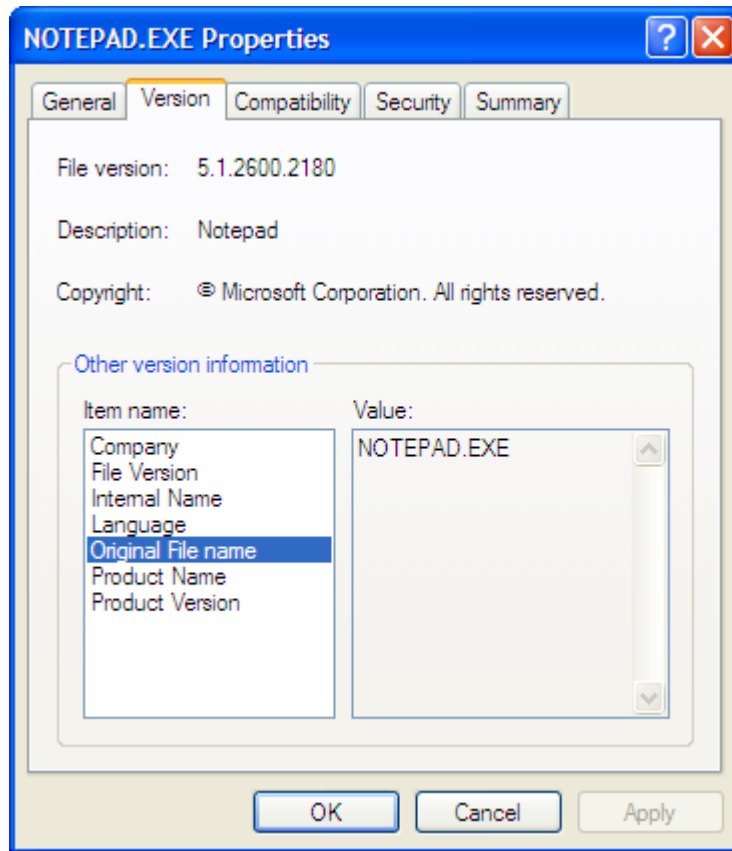 NOTEPAD.EXE Properties
General Version Compatibility Security Summary
File version: 5.1.2600.2180
Description: Notepad
Copyright: © Microsoft Corporation. All rights reserved.
Other version information
Item name: Value:
Company NOTEPAD.EXE
File Version
Internal Name
Language
Original File name
Product Name
Product Version
OK Cancel Apply